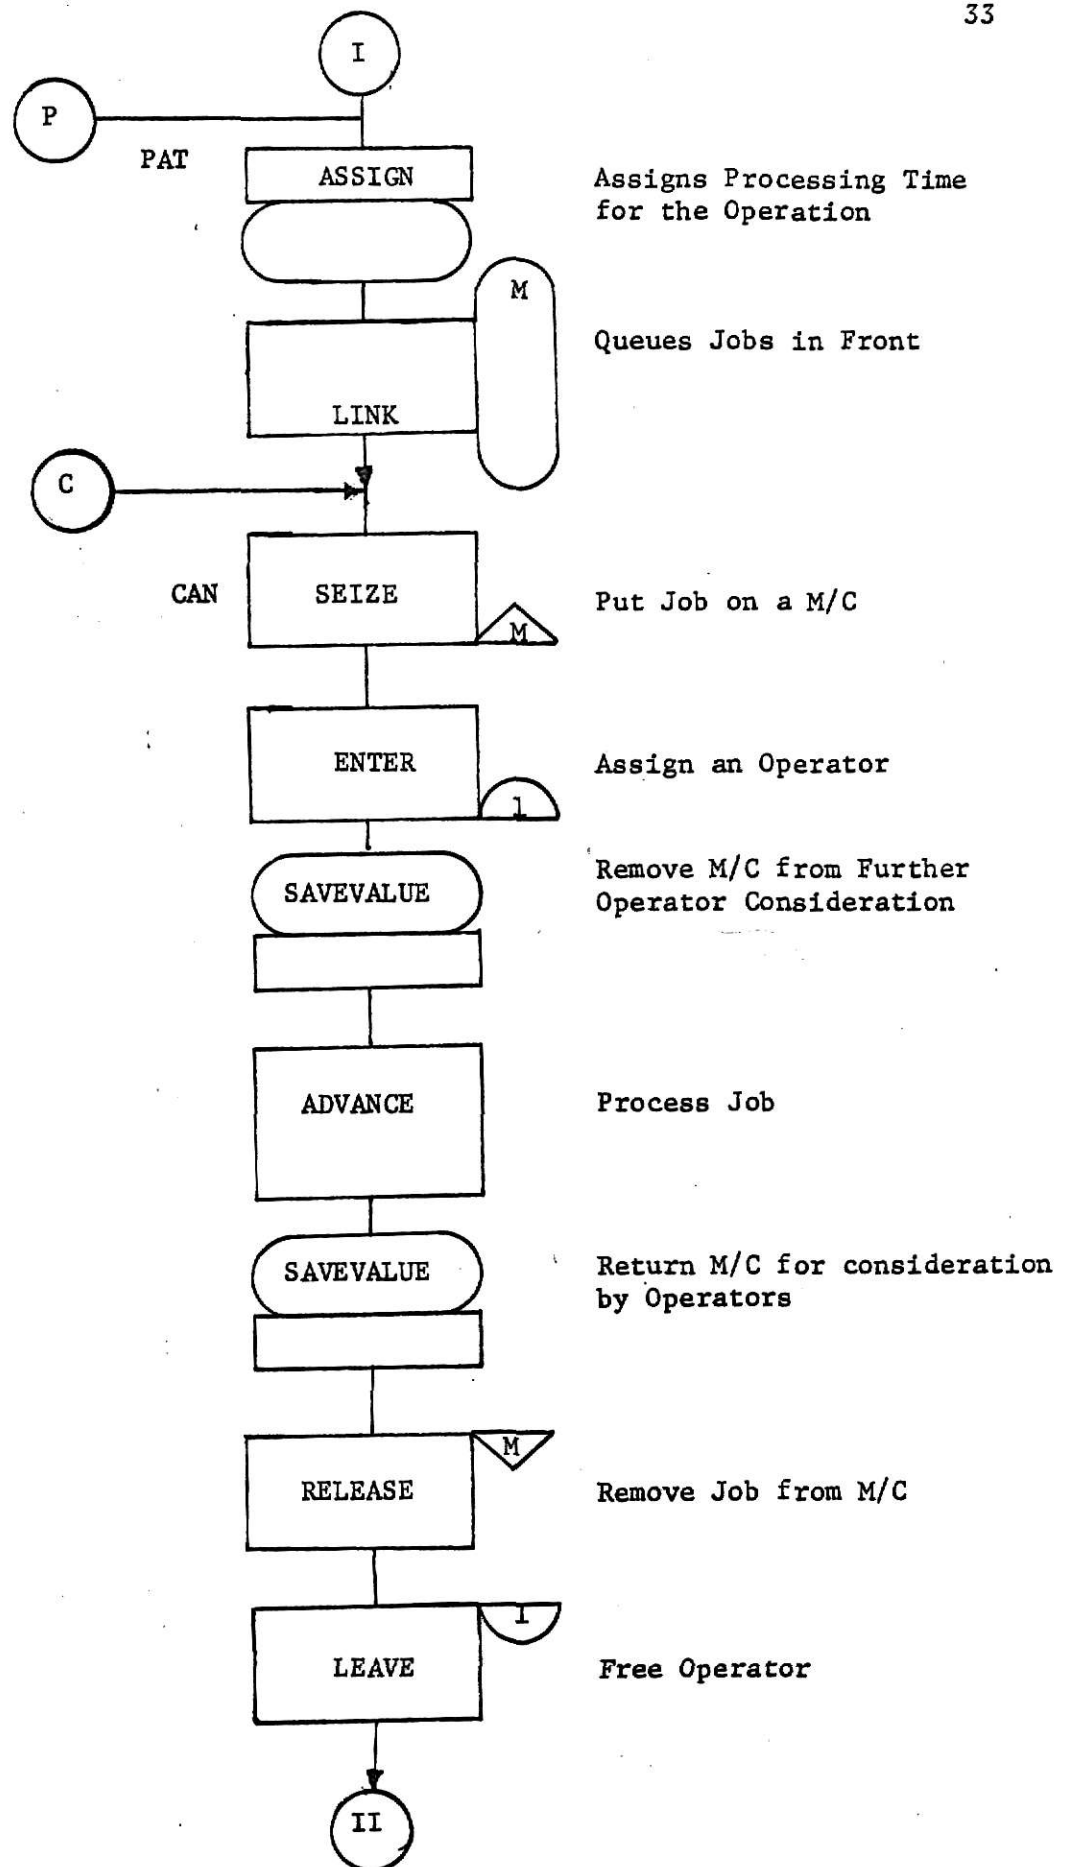 33
I
P
PAT
ASSIGN
Assigns Processing Time
for the Operation
M
Queues Jobs in Front
LINK
C
CAN
SEIZE
M
Put Job on a M/C
ENTER
1
Assign an Operator
SAVEVALUE
Remove M/C from Further
Operator Consideration
ADVANCE
Process Job
SAVEVALUE
Return M/C for consideration
by Operators
M
RELEASE
Remove Job from M/C
1
LEAVE
Free Operator
II